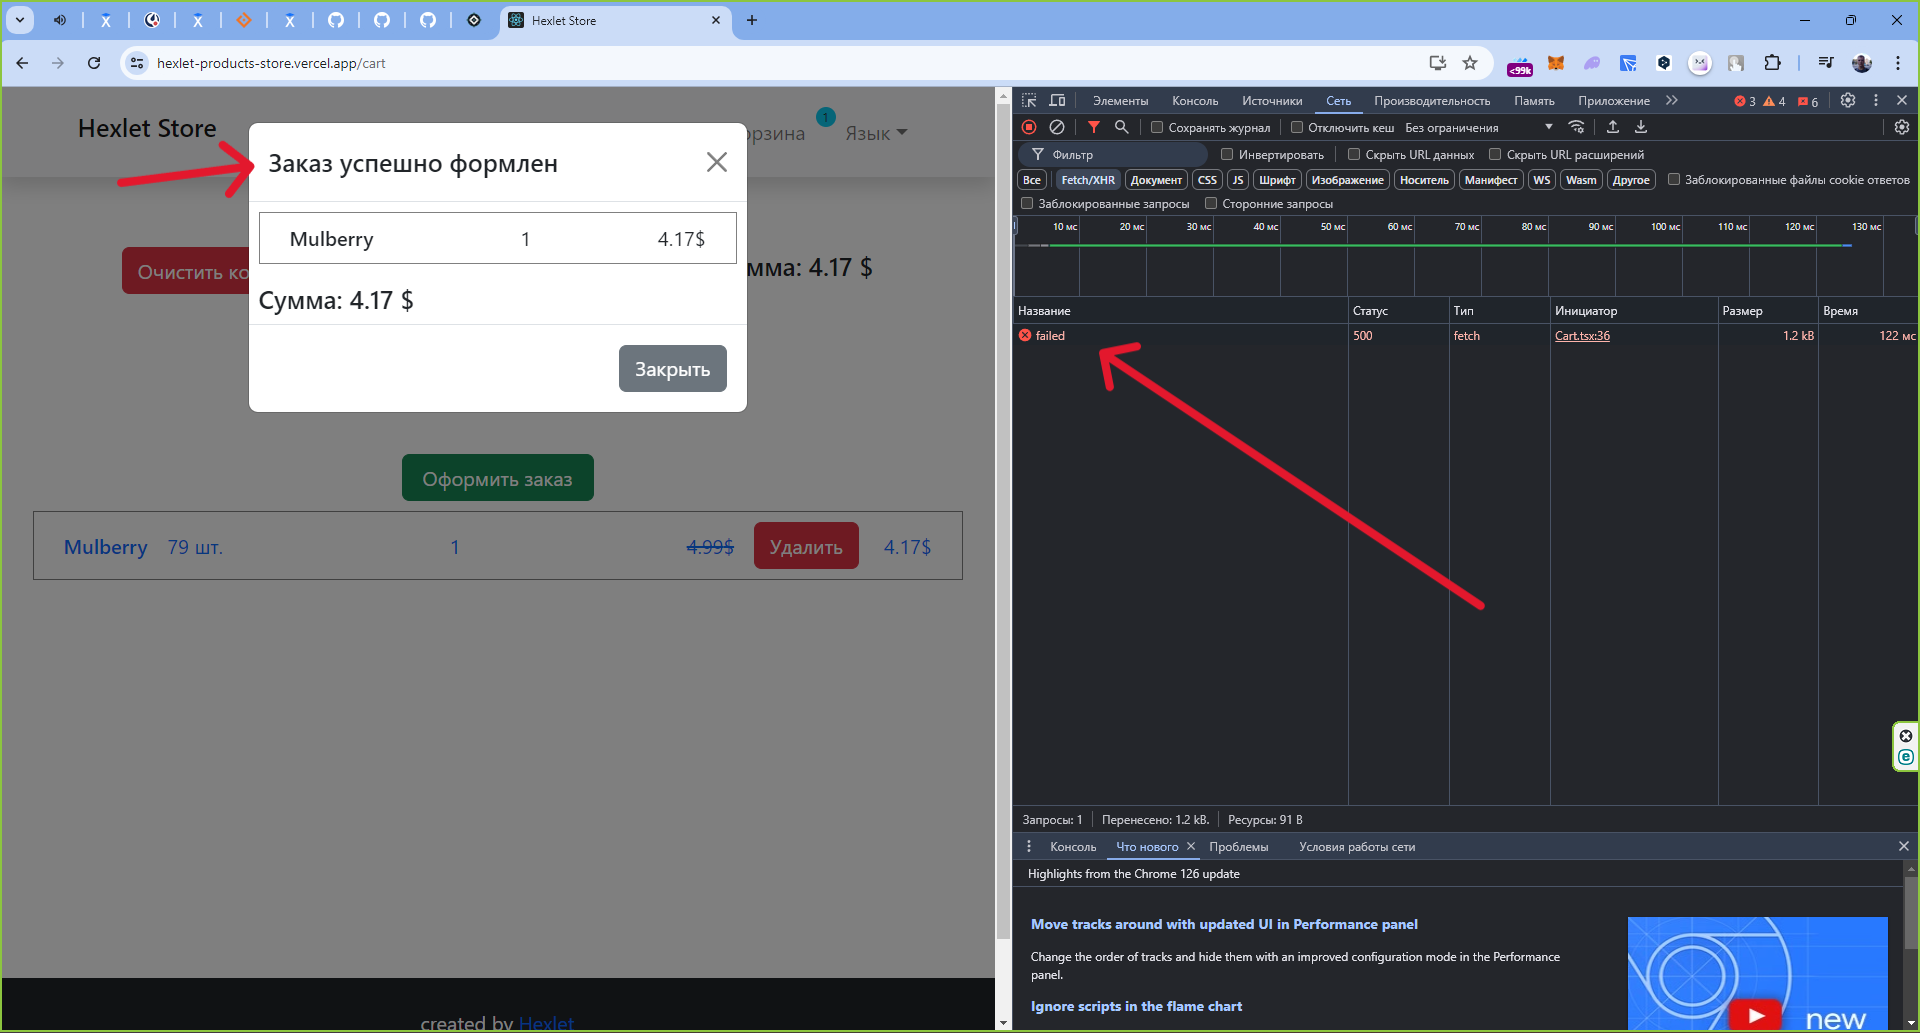 Hexlet Store
hexlet-products-store.vercel.app/cart
<99k
Hexlet Store
орзина
1
Язык
Заказ успешно формлен
Mulberry 1 4.17$
Сумма: 4.17 $
Закрыть
Очистить ко
мма: 4.17 $
Оформить заказ
Mulberry 79 шт. 1 4.99$ Удалить 4.17$
created by Hexlet
Элементы Консоль Источники Сеть Производительность Память Приложение 3 4 6
Сохранять журнал Отключить кеш Без ограничения
Фильтр Инвертировать Скрыть URL данных Скрыть URL расширений
Все Fetch/XHR Документ CSS JS Шрифт Изображение Носитель Манифест WS Wasm Другое Заблокированные файлы cookie ответов
Заблокированные запросы Сторонние запросы
10 мс 20 мс 30 мс 40 мс 50 мс 60 мс 70 мс 80 мс 90 мс 100 мс 110 мс 120 мс 130 мс
Название Статус Тип Инициатор Размер Время
failed 500 fetch Cart.tsx:36 1.2 kB 122 мс
Запросы: 1 Перенесено: 1.2 kB. Ресурсы: 91 B
Консоль Что нового Проблемы Условия работы сети
Highlights from the Chrome 126 update
Move tracks around with updated UI in Performance panel
Change the order of tracks and hide them with an improved configuration mode in the Performance
panel.
Ignore scripts in the flame chart
new